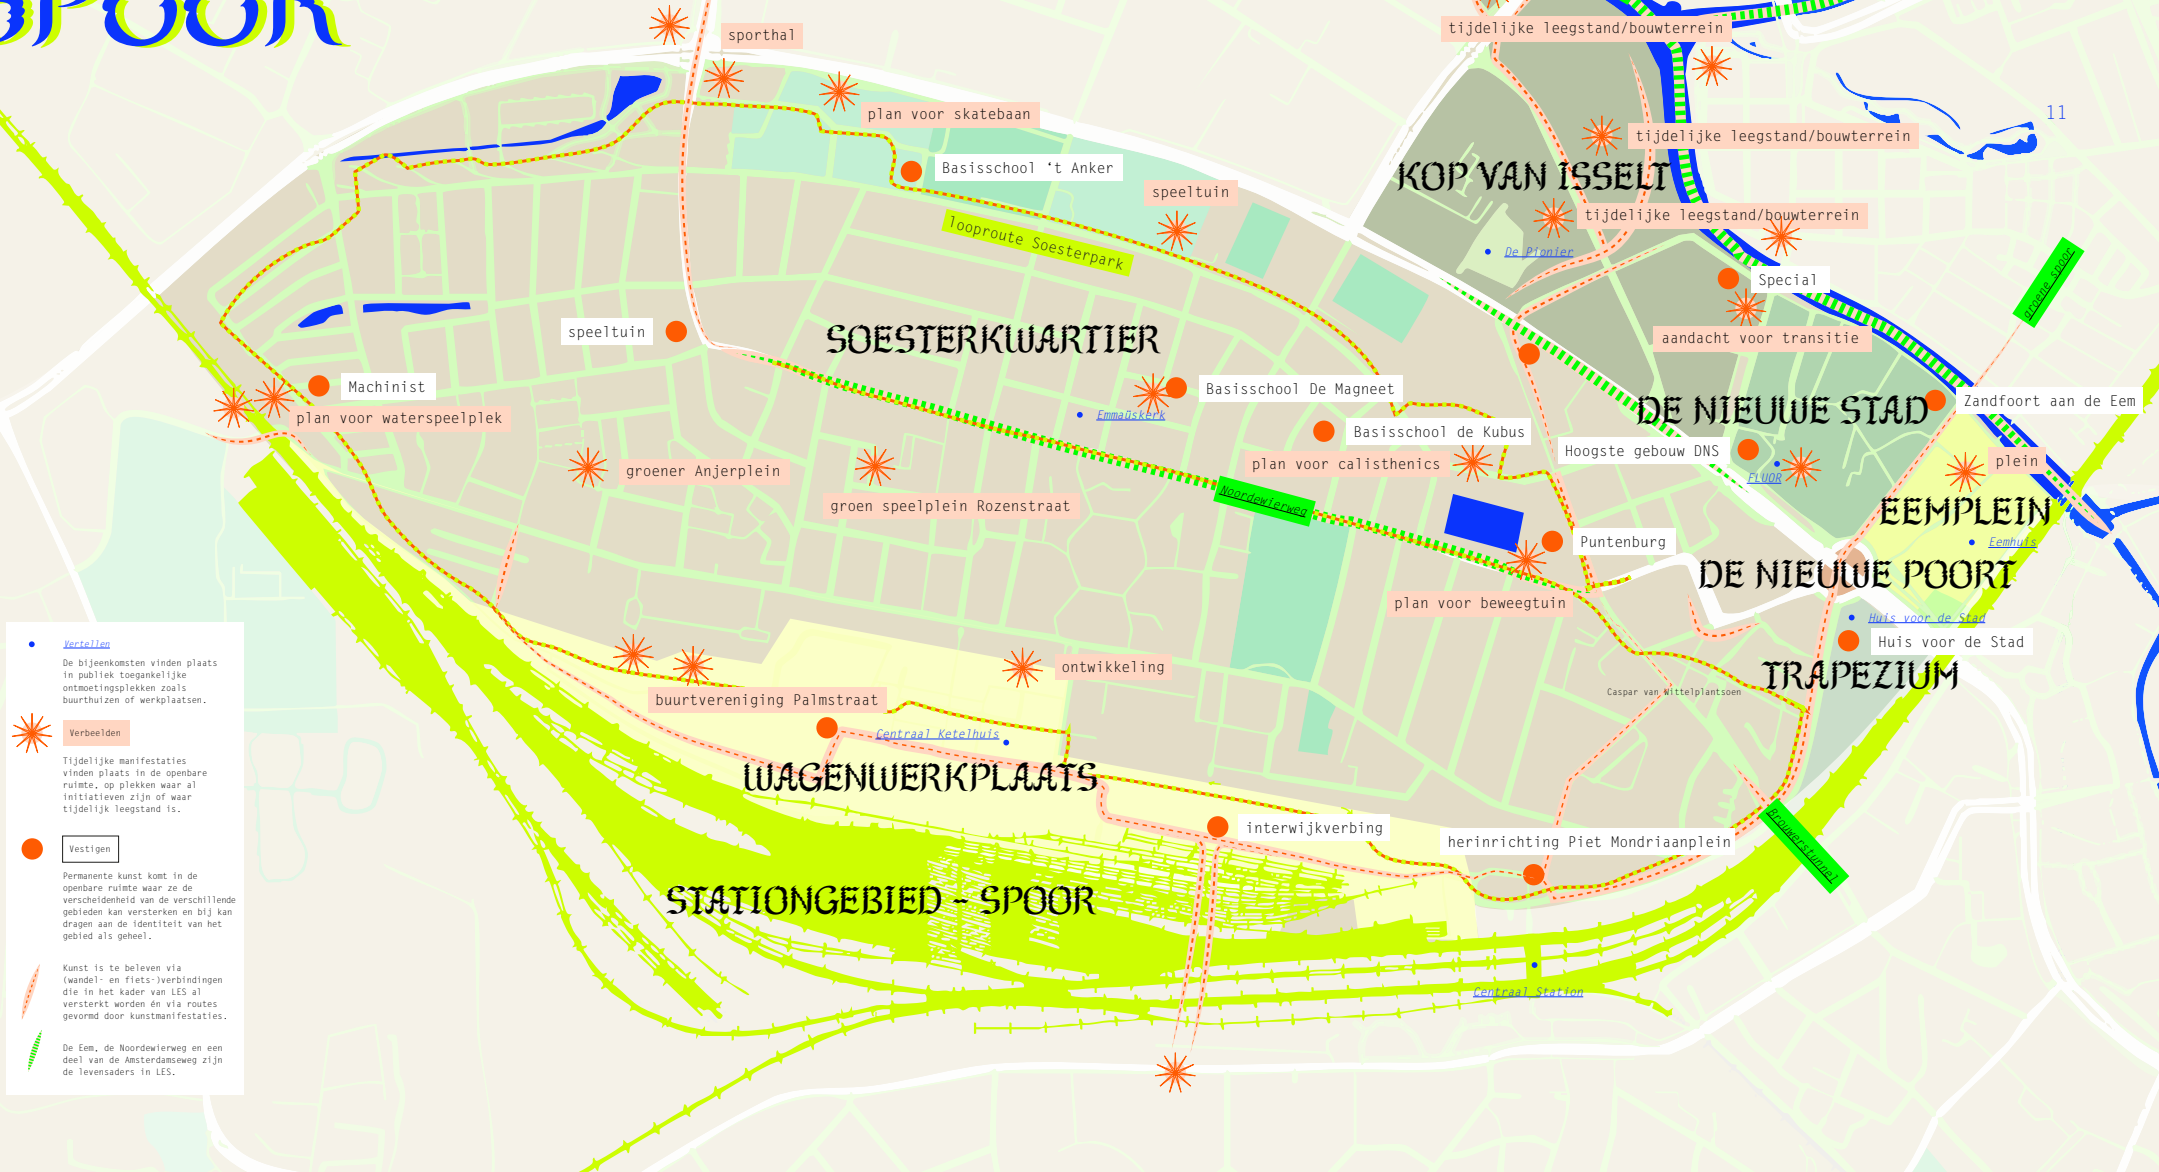 SPOOR
sporthal
tijdelijke leegstand/bouwterrein
plan voor skatebaan
11
tijdelijke leegstand/bouwterrein
Basisschool ‘t Anker
KOP VAN ISSELT
speeltuin
tijdelijke leegstand/bouwterrein
looproute Soesterpark
De Pionier
groene spoor
Special
speeltuin
SOESTERKWARTIER
aandacht voor transitie
Machinist
Basisschool De Magneet
Zandfoort aan de Eem
plan voor waterspeelplek
Emmaüskerk
DE NIEUWE STAD
Basisschool de Kubus
Hoogste gebouw DNS
groener Anjerplein
plan voor calisthenics
plein
FLUOR
Noordewierweg
groen speelplein Rozenstraat
EEMPLEIN
Puntenburg
Eemhuis
DE NIEUWE POORT
plan voor beweegtuin
Huis voor de Stad
Huis voor de Stad
ontwikkeling
TRAPEZIUM
Caspar van Wittelplantsoen
buurtvereniging Palmstraat
Centraal Ketelhuis
WAGENWERKPLAATS
interwijkverbing
herinrichting Piet Mondriaanplein
Brouwerstunnel
STATIONGEBIED - SPOOR
Centraal Station
Vertellen
De bijeenkomsten vinden plaats
in publiek toegankelijke
ontmoetingsplekken zoals
buurthuizen of werkplaatsen.
Verbeelden
Tijdelijke manifestaties
vinden plaats in de openbare
ruimte, op plekken waar al
initiatieven zijn of waar
tijdelijk leegstand is.
Vestigen
Permanente kunst komt in de
openbare ruimte waar ze de
verscheidenheid van de verschillende
gebieden kan versterken en bij kan
dragen aan de identiteit van het
gebied als geheel.
Kunst is te beleven via
(wandel- en fiets-)verbindingen
die in het kader van LES al
versterkt worden én via routes
gevormd door kunstmanifestaties.
De Eem, de Noordewierweg en een
deel van de Amsterdamseweg zijn
de levensaders in LES.